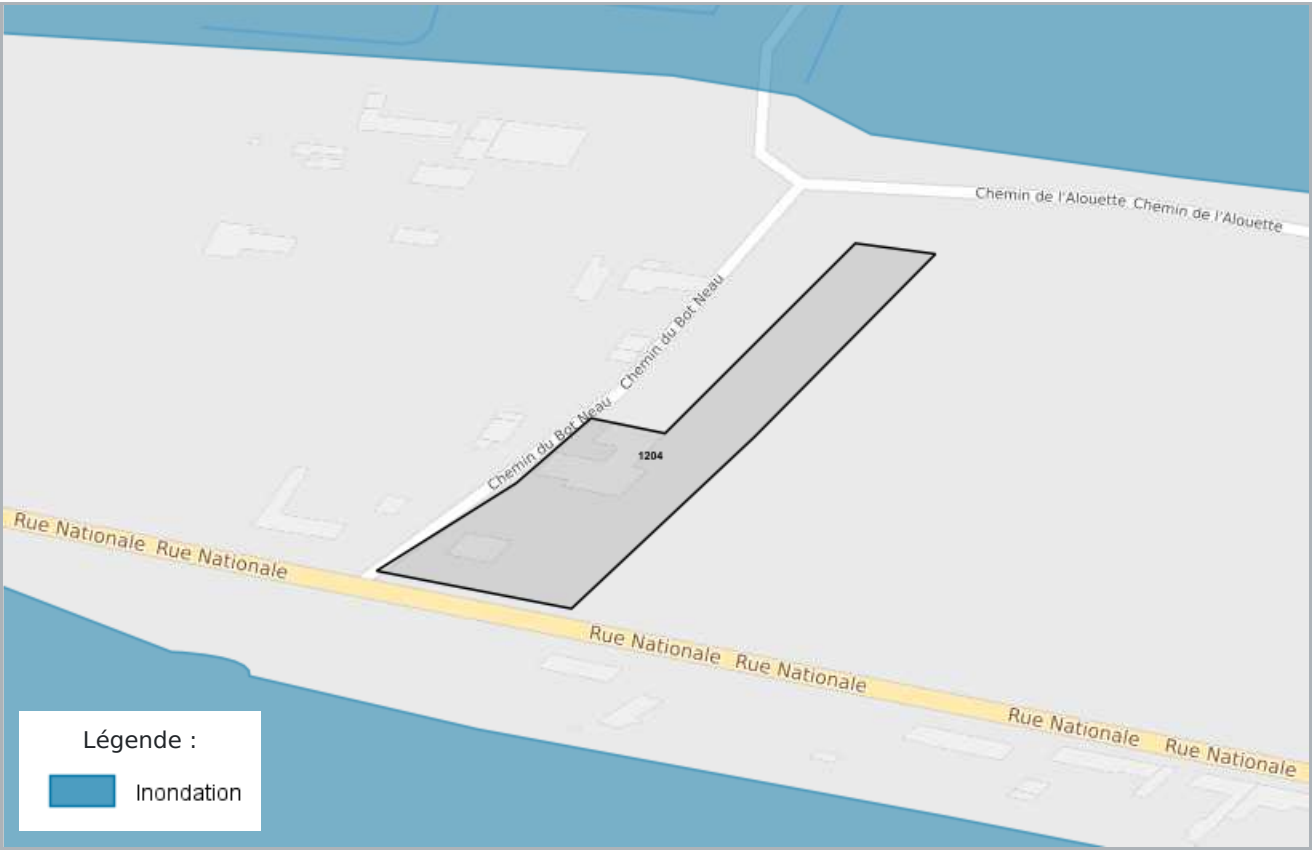 Chemin de l'Alouette Chemin de l'Alouette
Chemin du Bot Neau
Chemin du Bot Neau
1204
Rue Nationale Rue Nationale
Rue Nationale Rue Nationale
Rue Nationale Rue Nationale
Légende :
Inondation